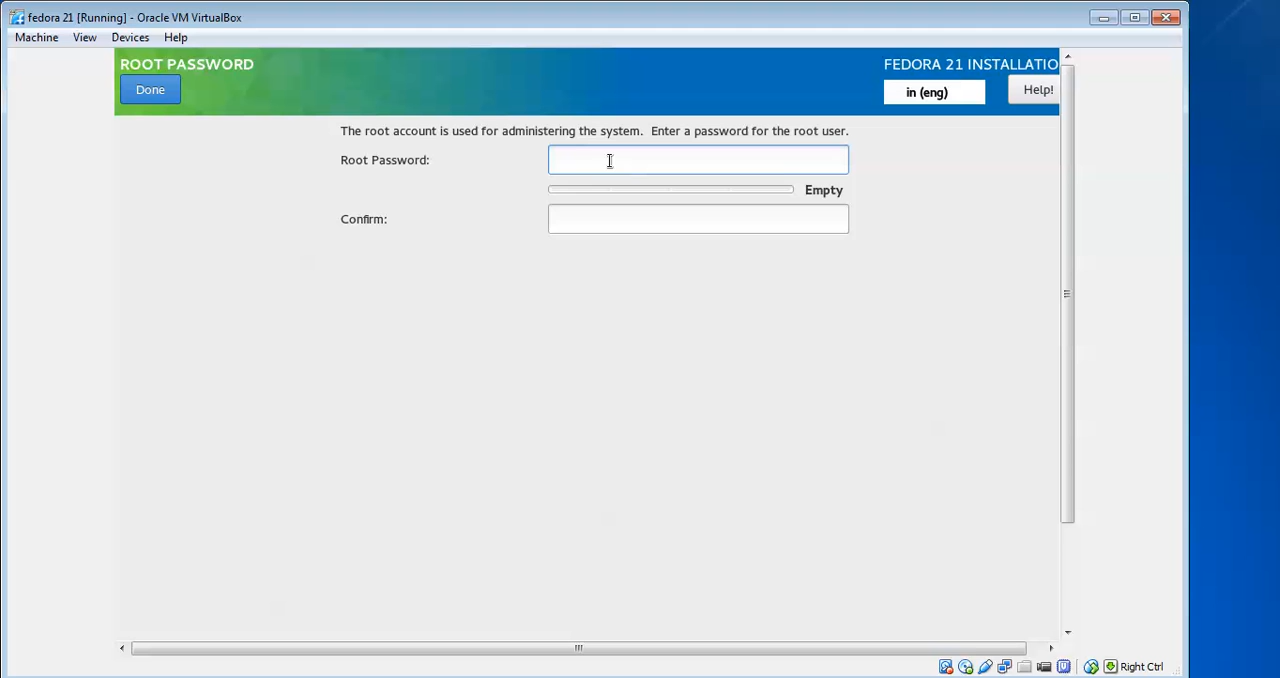 fedora 21 [Running] - Oracle VM VirtualBox
Machine View Devices Help
ROOT PASSWORD
FEDORA 21 INSTALLATIO
Done
in (eng)
Help!
The root account is used for administering the system. Enter a password for the root user.
Root Password:
Empty
Confirm:
Right Ctrl